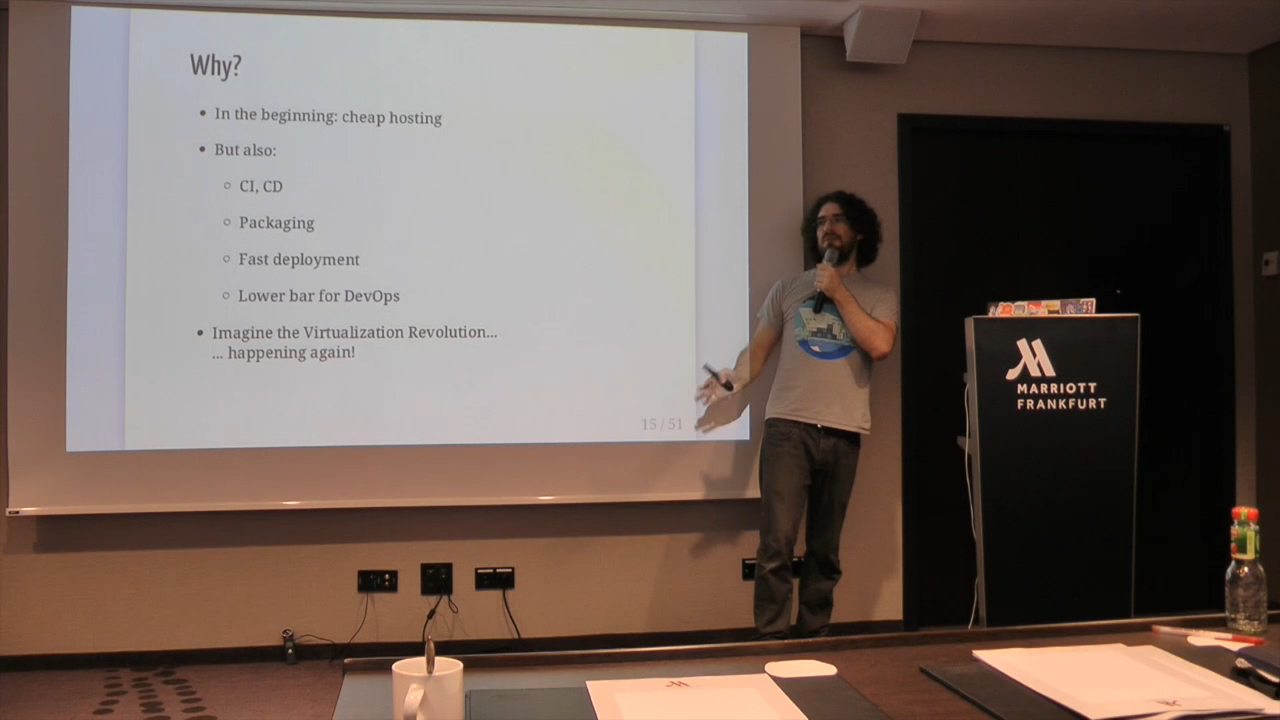 Why?
• In the beginning: cheap hosting
• But also:
○ CI, CD
○ Packaging
○ Fast deployment
○ Lower bar for DevOps
• Imagine the Virtualization Revolution...
... happening again!
15 / 51
MARRIOTT
FRANKFURT